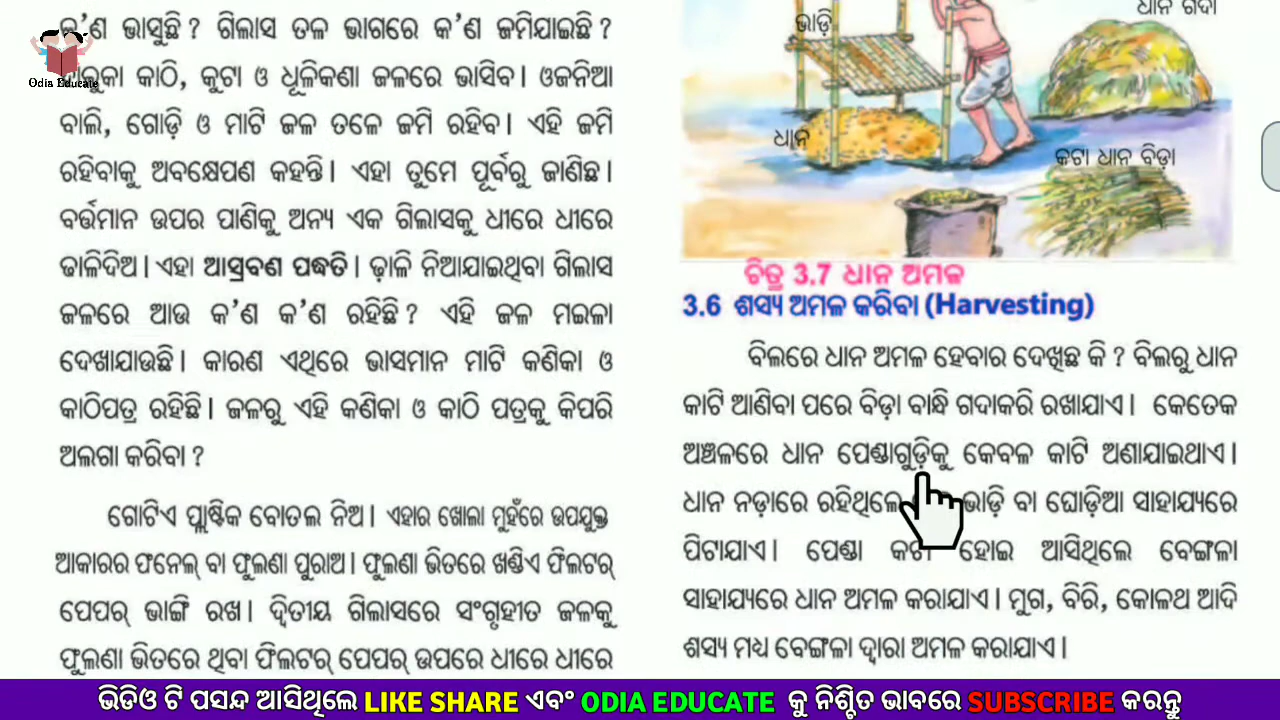 କ'ଣ ଭାସୁଛି ? ଗିଲାସ ତଳ ଭାଗରେ କ'ଣ ଜମିଯାଇଛି ?
କାଠି, କୁଟା ଓ ଧୂଳିକଣା ଜଳରେ ଭାସିବ। ଓଜନିଆ
ବାଲି, ଗୋଡ଼ି ଓ ମାଟି ଜଳ ତଳେ ଜମି ରହିବ। ଏହି ଜମି
ରହିବାକୁ ଅବକ୍ଷେପଣ କହନ୍ତି। ଏହା ତୁମେ ପୂର୍ବରୁ ଜାଣିଛ।
ବର୍ତ୍ତମାନ ଉପର ପାଣିକୁ ଅନ୍ୟ ଏକ ଗିଲାସକୁ ଧୀରେ ଧୀରେ
ଢାଳିଦିଅ। ଏହା ଆସ୍ରବଣ ପଦ୍ଧତି। ଢ଼ାଳି ନିଆଯାଇଥିବା ଗିଲାସ
ଜଳରେ ଆଉ କ'ଣ କ'ଣ ରହିଛି ? ଏହି ଜଳ ମଇଳା
ଦେଖାଯାଉଛି। କାରଣ ଏଥିରେ ଭାସମାନ ମାଟି କଣିକା ଓ
କାଠିପତ୍ର ରହିଛି। ଜଳରୁ ଏହି କଣିକା ଓ କାଠି ପତ୍ରକୁ କିପରି
ଅଲଗା କରିବା ?
ଗୋଟିଏ ପ୍ଲାଷ୍ଟିକ ବୋତଲ ନିଅ। ଏହାର ଖୋଲା ମୁହଁରେ ଉପଯୁକ୍ତ
ଆକାରର ଫନେଲ୍ ବା ଫୁଲଣା ପୁରାଅ। ଫୁଲଣା ଭିତରେ ଖଣ୍ଡିଏ ଫିଲଟର୍
ପେପର୍ ଭାଙ୍ଗି ରଖ। ଦ୍ୱିତୀୟ ଗିଲାସରେ ସଂଗୃହୀତ ଜଳକୁ
ଫୁଲଣା ଭିତରେ ଥିବା ଫିଲଟର୍ ପେପର୍ ଉପରେ ଧୀରେ ଧୀରେ
Odia Educate
ଧାନ ଗଦା
ଭାଡ଼ି
ଧାନ
କଟା ଧାନ ବିଡ଼ା
ଚିତ୍ର 3.7 ଧାନ ଅମଳ
3.6 ଶସ୍ୟ ଅମଳ କରିବା (Harvesting)
ବିଲରେ ଧାନ ଅମଳ ହେବାର ଦେଖିଛ କି ? ବିଲରୁ ଧାନ
କାଟି ଆଣିବା ପରେ ବିଡ଼ା ବାନ୍ଧି ଗଦାକରି ରଖାଯାଏ। କେତେକ
ଅଞ୍ଚଳରେ ଧାନ ପେଣ୍ଡାଗୁଡ଼ିକୁ କେବଳ କାଟି ଅଣାଯାଇଥାଏ।
ଧାନ ନଡ଼ାରେ ରହିଥିଲେ ଭାଡ଼ି ବା ଘୋଡ଼ିଆ ସାହାଯ୍ୟରେ
ପିଟାଯାଏ। ପେଣ୍ଡା ହୋଇ ଆସିଥିଲେ ବେଙ୍ଗଳା
ସାହାଯ୍ୟରେ ଧାନ ଅମଳ କରାଯାଏ। ମୁଗ, ବିରି, କୋଳଥ ଆଦି
ଶସ୍ୟ ମଧ୍ୟ ବେଙ୍ଗଳା ଦ୍ୱାରା ଅମଳ କରାଯାଏ।
ଭିଡିଓ ଟି ପସନ୍ଦ ଆସିଥିଲେ LIKE SHARE ଏବଂ ODIA EDUCATE କୁ ନିଶ୍ଚିତ ଭାବରେ SUBSCRIBE କରନ୍ତୁ